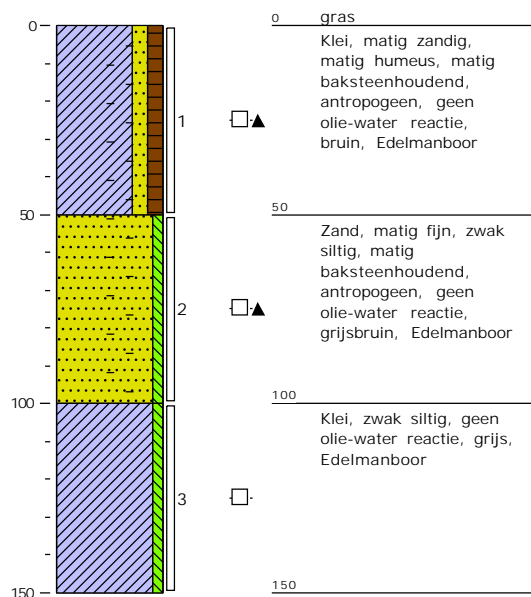 0
0 gras
Klei, matig zandig,
matig humeus, matig
baksteenhoudend,
antropogeen, geen
olie-water reactie,
bruin, Edelmanboor
1
50
50
Zand, matig fijn, zwak
siltig, matig
baksteenhoudend,
antropogeen, geen
olie-water reactie,
grijsbruin, Edelmanboor
2
100
100
Klei, zwak siltig, geen
olie-water reactie, grijs,
Edelmanboor
3
150
150